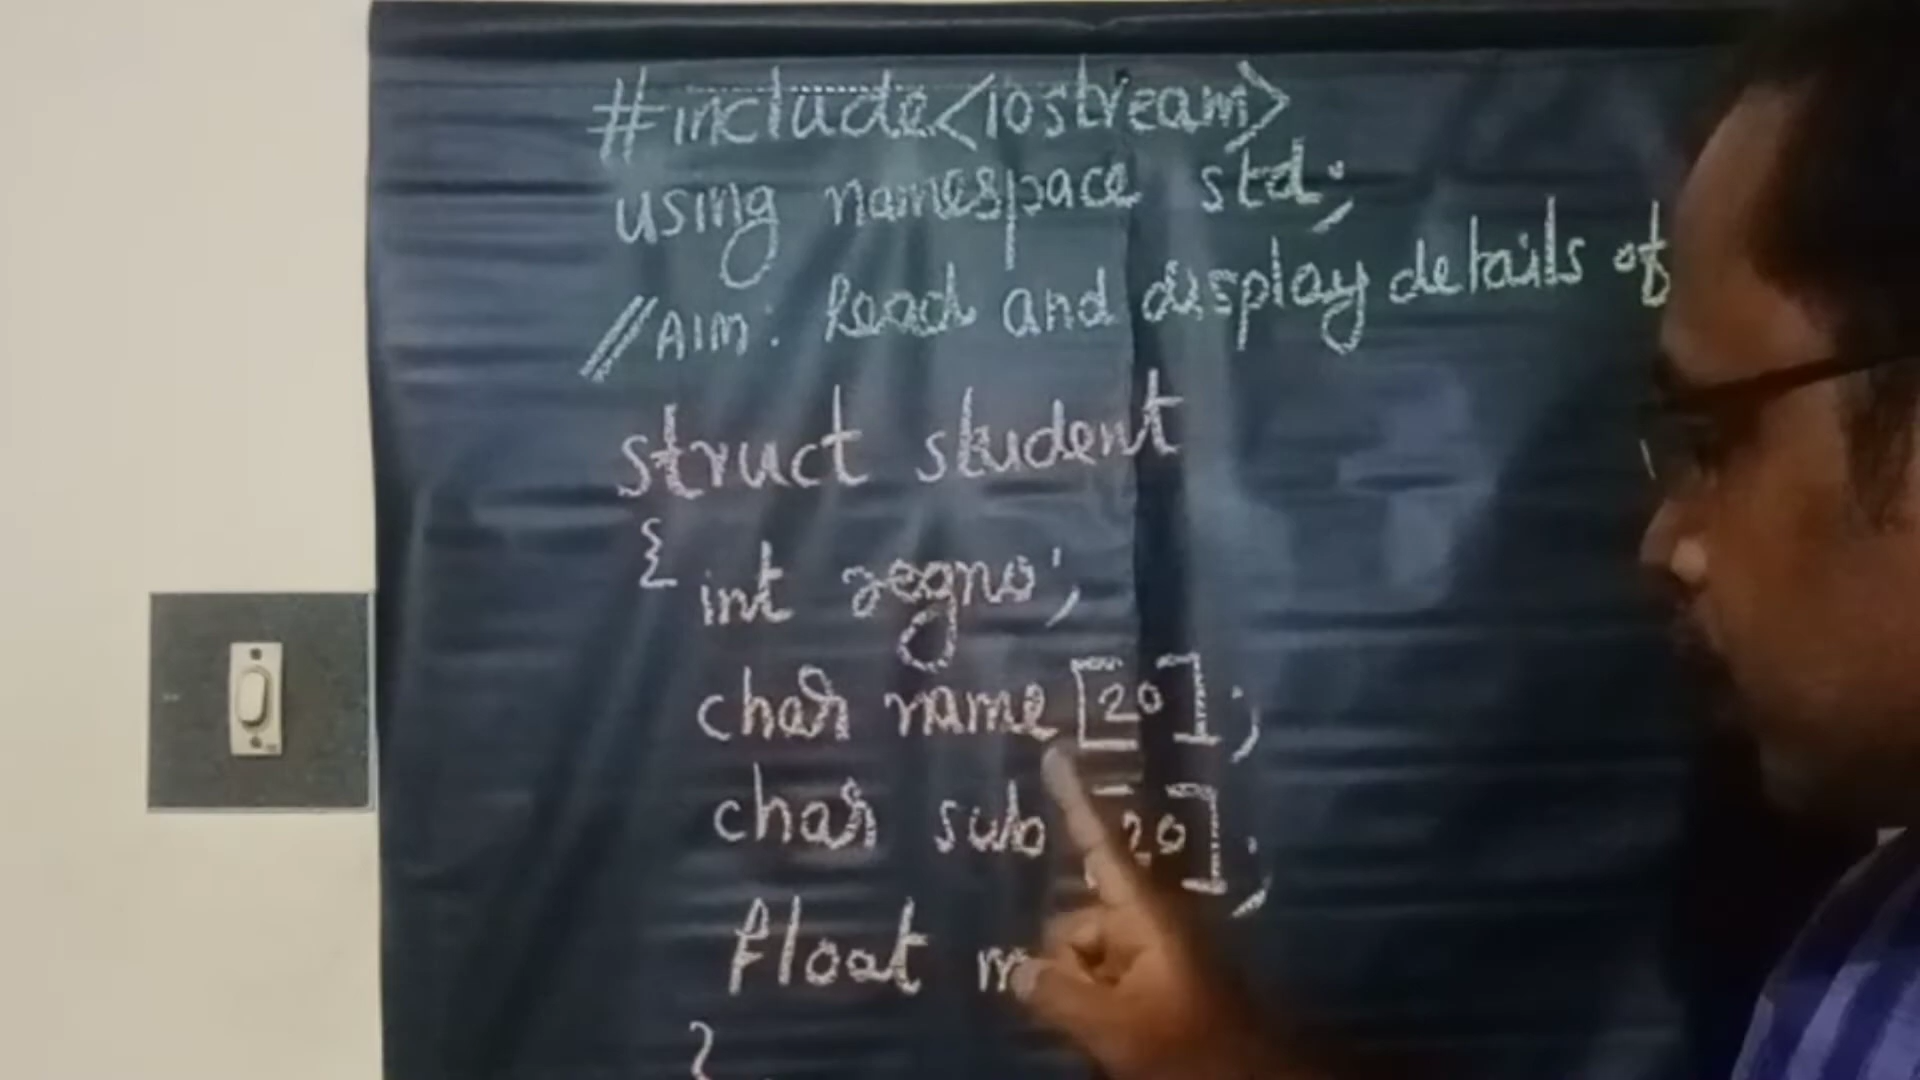 #include<iostream>
using namespace std;
//AIM: Read and display details of
struct student
{
int regno;
char name[20];
char sub [20];
float m
}